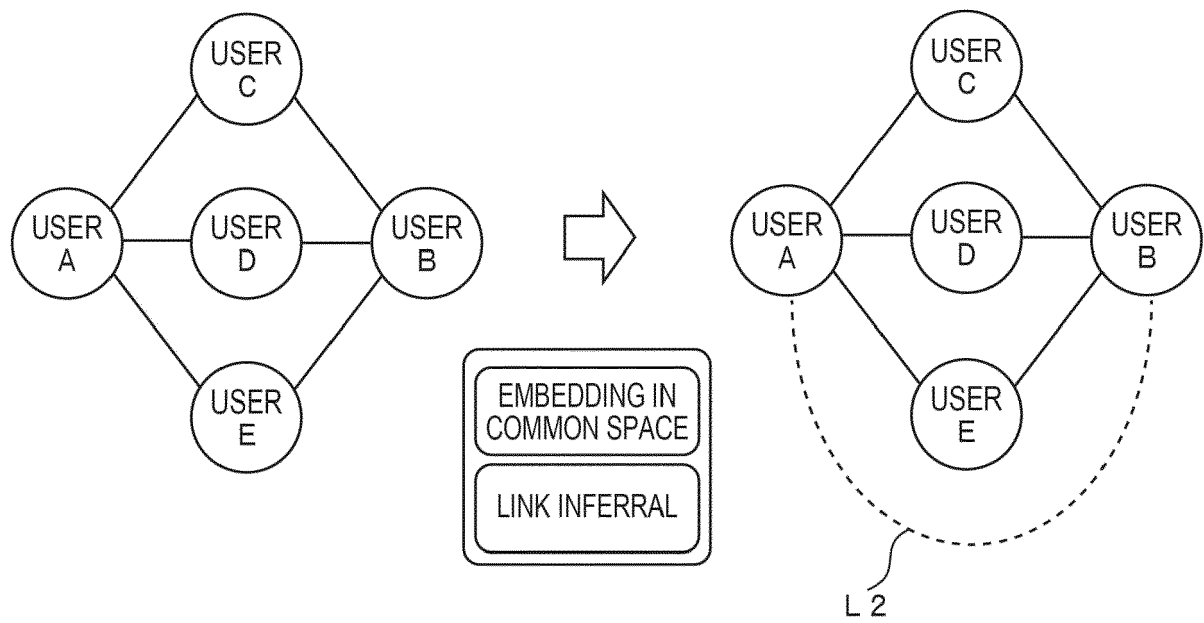 USER
C
USER
A
USER
D
USER
B
USER
E
EMBEDDING IN
COMMON SPACE
LINK INFERRAL
USER
C
USER
A
USER
D
USER
B
USER
E
L 2